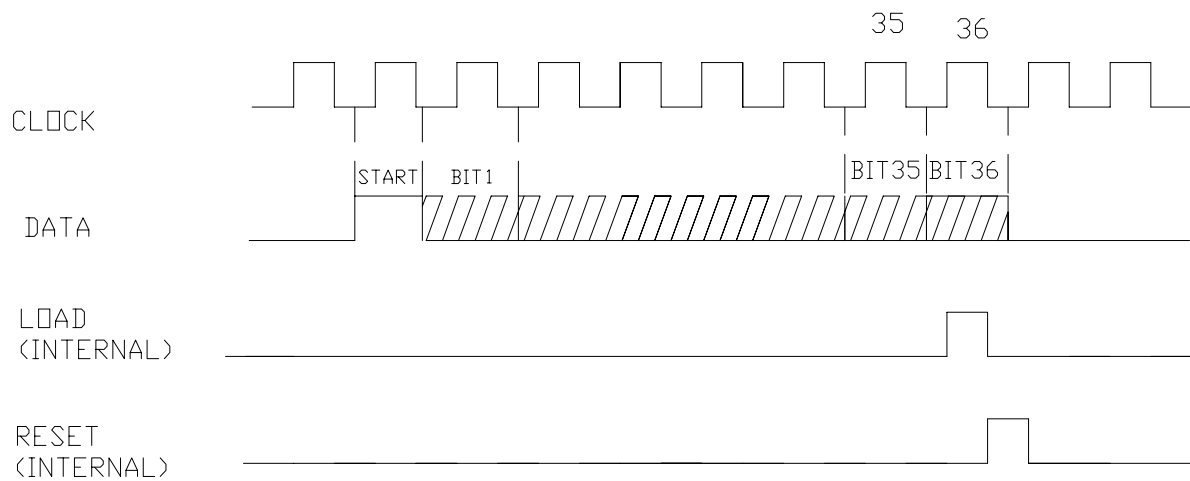 35 36
CLOCK
START BIT1 BIT35 BIT36
DATA
LOAD
(INTERNAL)
RESET
(INTERNAL)